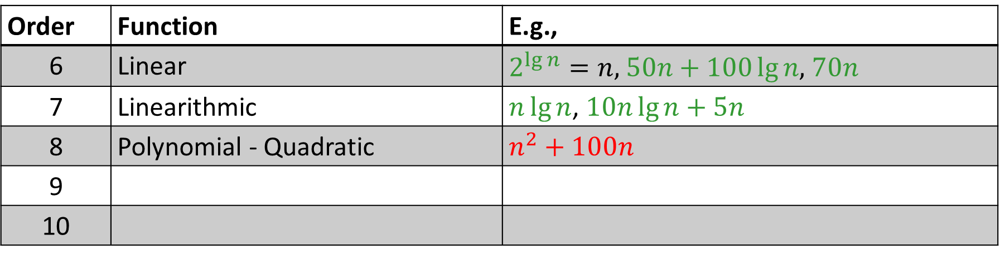 Order Function E.g.,
6 Linear 2^{lg n} = n, 50n + 100 lg n, 70n
7 Linearithmic n lg n, 10n lg n + 5n
8 Polynomial - Quadratic n² + 100n
9
10